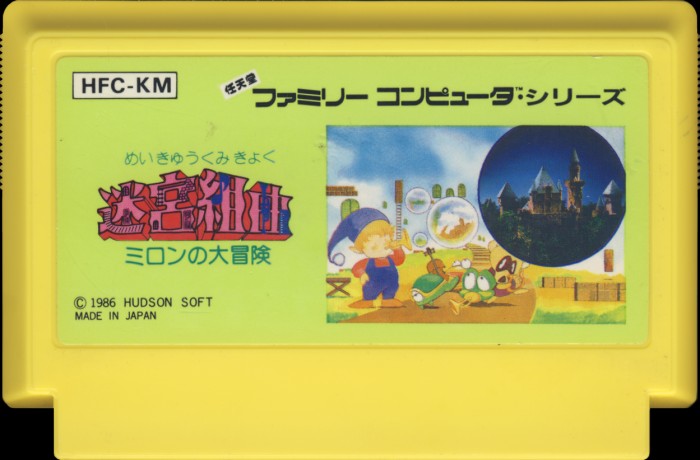 HFC-KM
任天堂
ファミリー コンピュータ™シリーズ
めいきゅうくみきょく
迷宮組曲
ミロンの大冒険
© 1986 HUDSON SOFT
MADE IN JAPAN